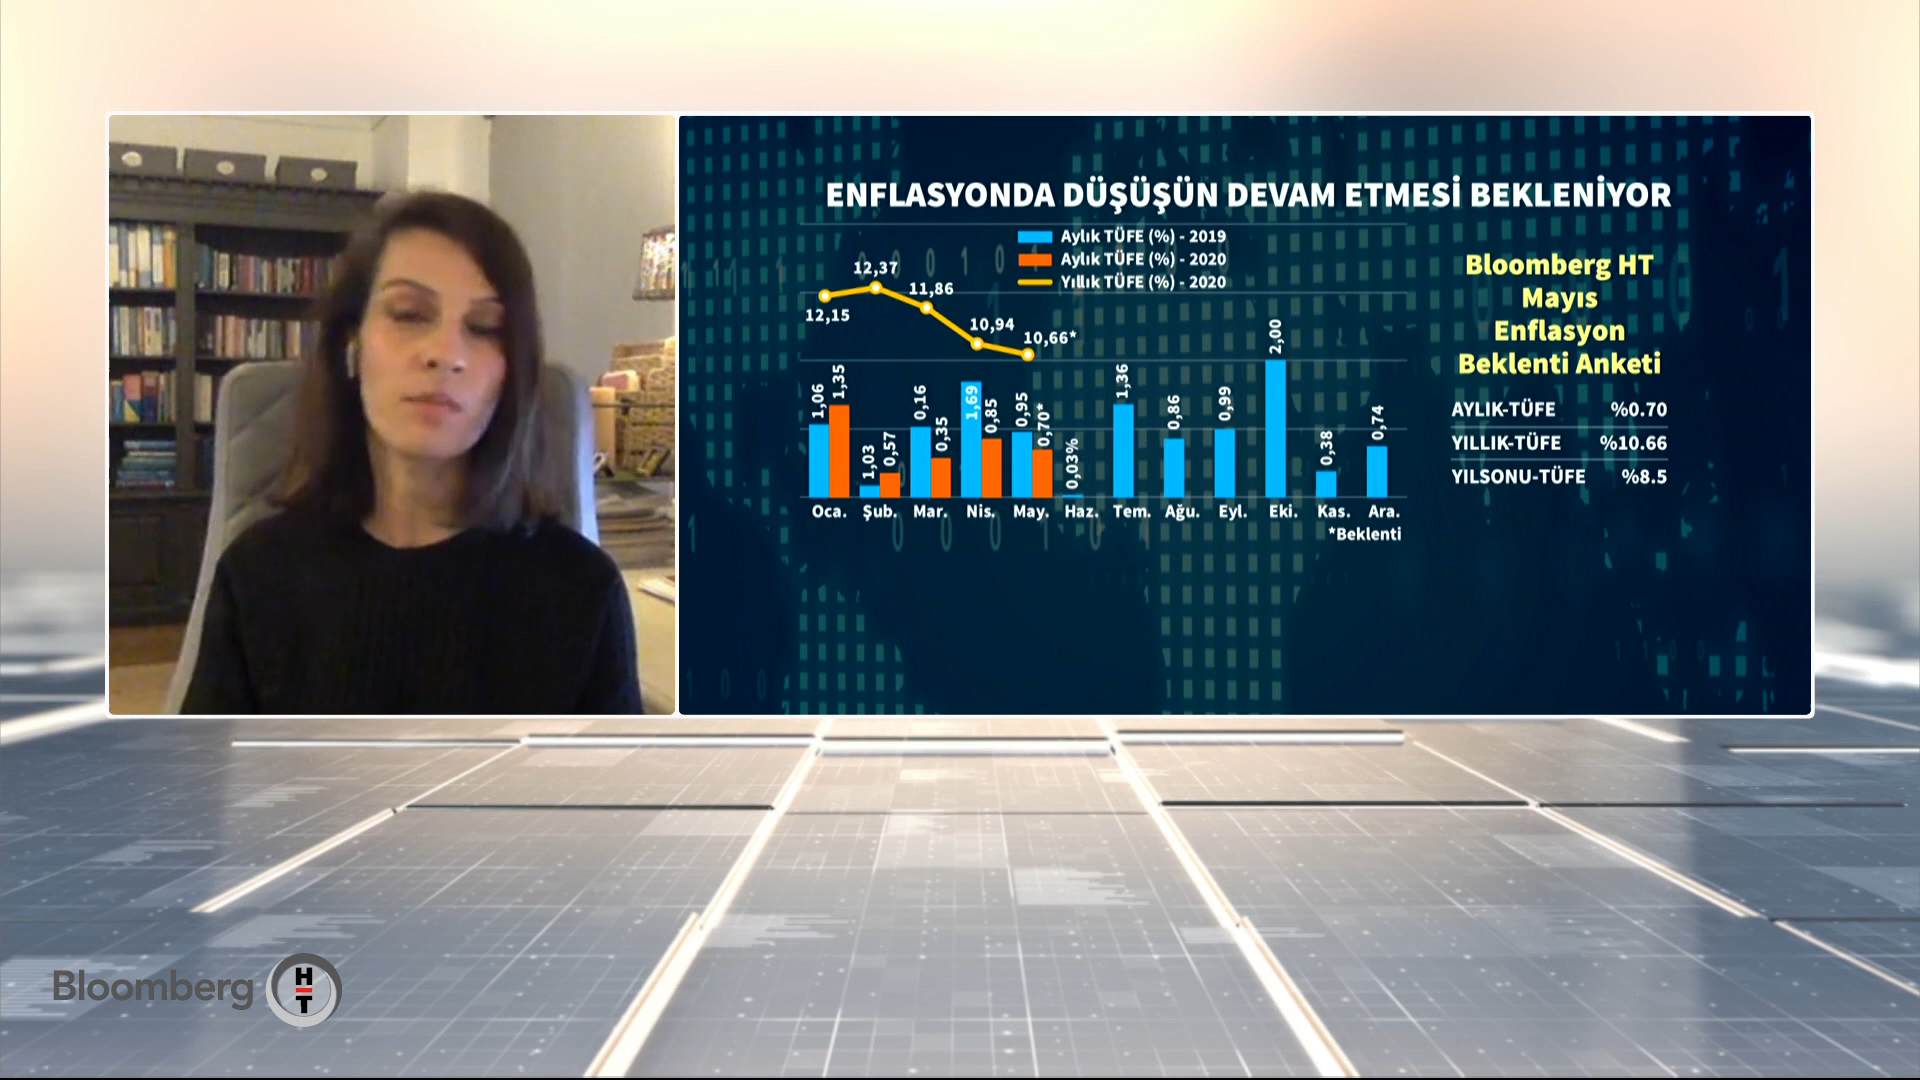 ENFLASYONDA DÜŞÜŞÜN DEVAM ETMESİ BEKLENİYOR
Aylık TÜFE (%) - 2019
Aylık TÜFE (%) - 2020
Yıllık TÜFE (%) - 2020
12,15
12,37
11,86
10,94
10,66*
1,06
1,35
1,03
0,57
0,16
0,35
1,69
0,85
0,95
0,70*
0,03%
1,36
0,86
0,99
2,00
0,38
0,74
Oca. Şub. Mar. Nis. May. Haz. Tem. Ağu. Eyl. Eki. Kas. Ara.
*Beklenti
Bloomberg HT
Mayıs
Enflasyon
Beklenti Anketi
AYLIK-TÜFE %0.70
YILLIK-TÜFE %10.66
YILSONU-TÜFE %8.5
Bloomberg HT